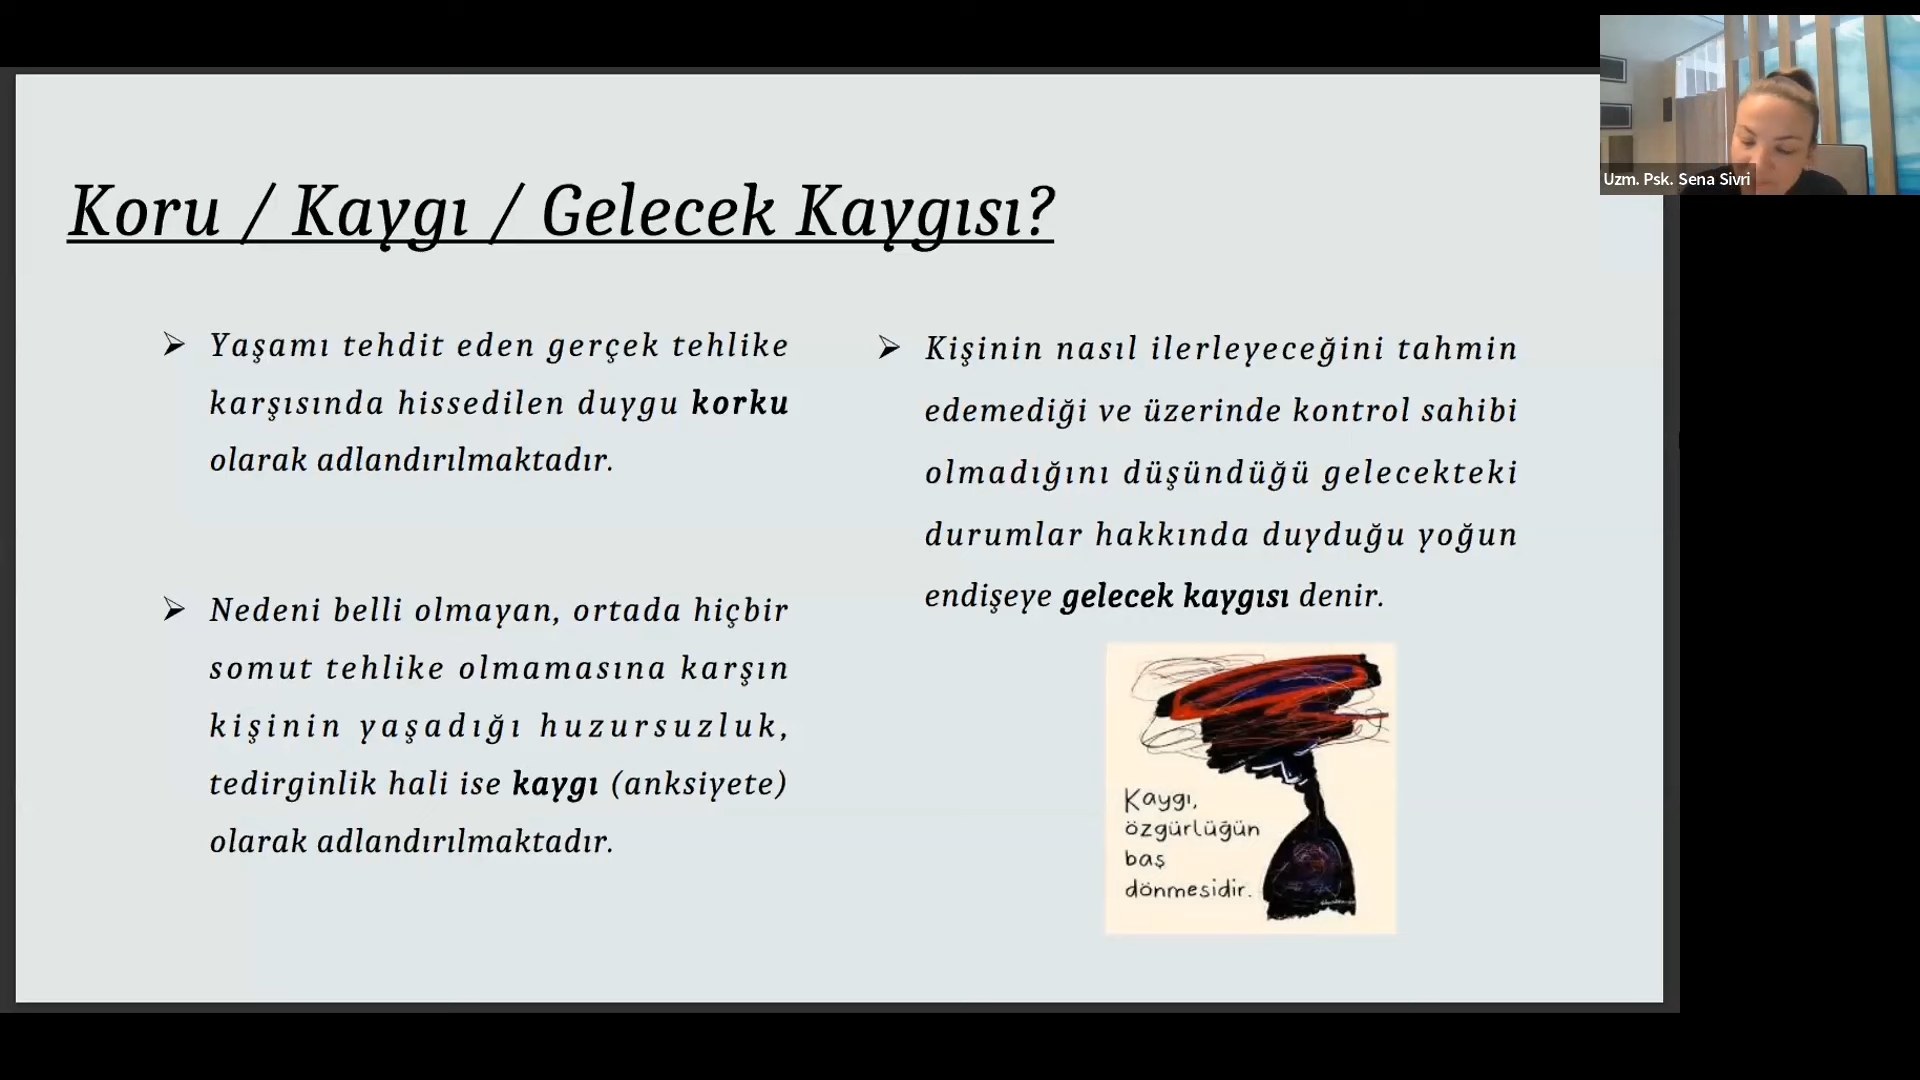 Koru / Kaygı / Gelecek Kaygısı?
Yaşamı tehdit eden gerçek tehlike
karşısında hissedilen duygu korku
olarak adlandırılmaktadır.
Nedeni belli olmayan, ortada hiçbir
somut tehlike olmamasına karşın
kişinin yaşadığı huzursuzluk,
tedirginlik hali ise kaygı (anksiyete)
olarak adlandırılmaktadır.
Kişinin nasıl ilerleyeceğini tahmin
edemediği ve üzerinde kontrol sahibi
olmadığını düşündüğü gelecekteki
durumlar hakkında duyduğu yoğun
endişeye gelecek kaygısı denir.
Kaygı,
özgürlüğün
baş
dönmesidir.
Uzm. Psk. Sena Sivri